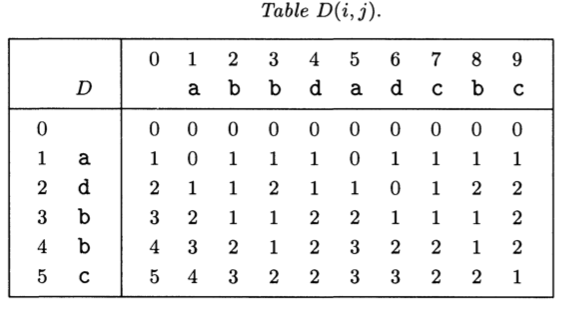 Table D(i, j).
0 1 2 3 4 5 6 7 8 9
D a b b d a d c b c
0 0 0 0 0 0 0 0 0 0 0
1 a 1 0 1 1 1 0 1 1 1 1
2 d 2 1 1 2 1 1 0 1 2 2
3 b 3 2 1 1 2 2 1 1 1 2
4 b 4 3 2 1 2 3 2 2 1 2
5 c 5 4 3 2 2 3 3 2 2 1